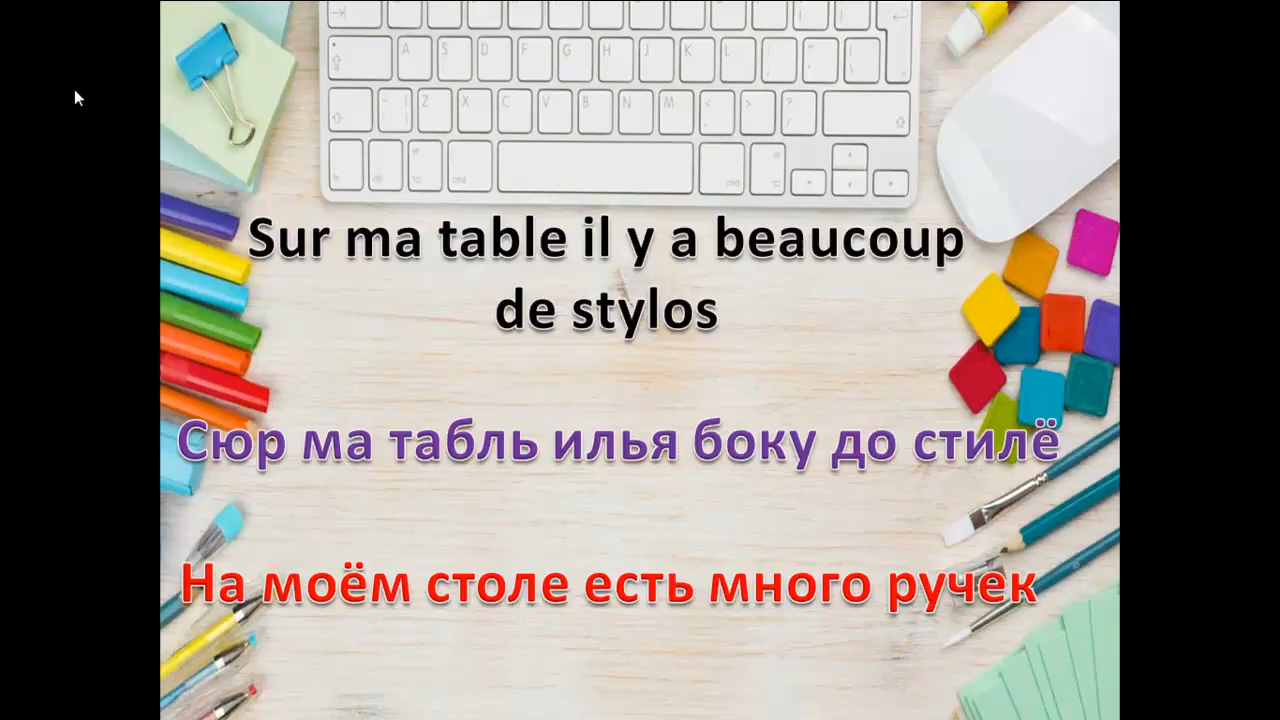 A S D F G H J K L
Z X C V B N M
Sur ma table il y a beaucoup
de stylos
Сюр ма табль илья боку до стилё
На моём столе есть много ручек